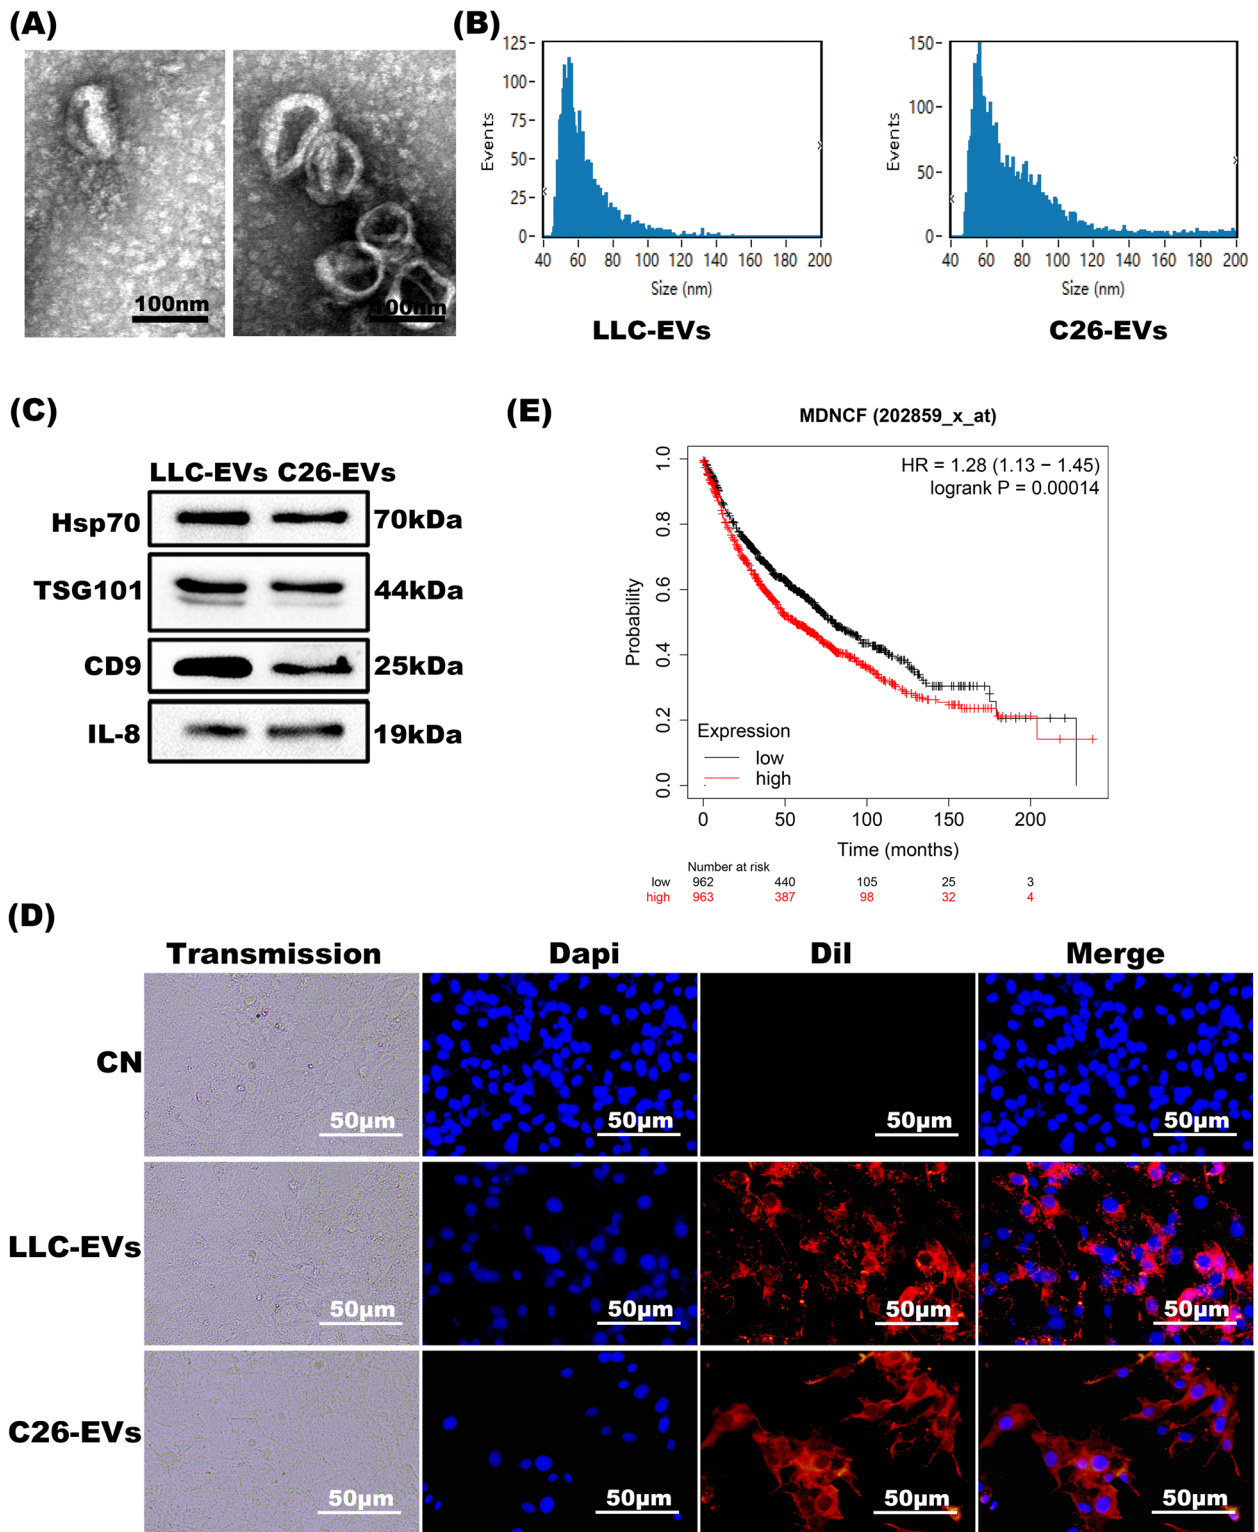 (A)
100nm
100nm
(B)
Events
125
100
75
50
25
0
40 60 80 100 120 140 160 180 200
Size (nm)
LLC-EVs
Events
150
100
50
0
40 60 80 100 120 140 160 180 200
Size (nm)
C26-EVs
(C)
LLC-EVs C26-EVs
Hsp70 70kDa
TSG101 44kDa
CD9 25kDa
IL-8 19kDa
(E)
MDNCF (202859_x_at)
HR = 1.28 (1.13 − 1.45)
logrank P = 0.00014
Probability
1.0
0.8
0.6
0.4
0.2
0.0
Expression
low
high
0 50 100 150 200
Time (months)
Number at risk
low 962 440 105 25 3
high 963 387 98 32 4
(D)
Transmission Dapi DiI Merge
CN
50μm 50μm 50μm 50μm
LLC-EVs
50μm 50μm 50μm 50μm
C26-EVs
50μm 50μm 50μm 50μm